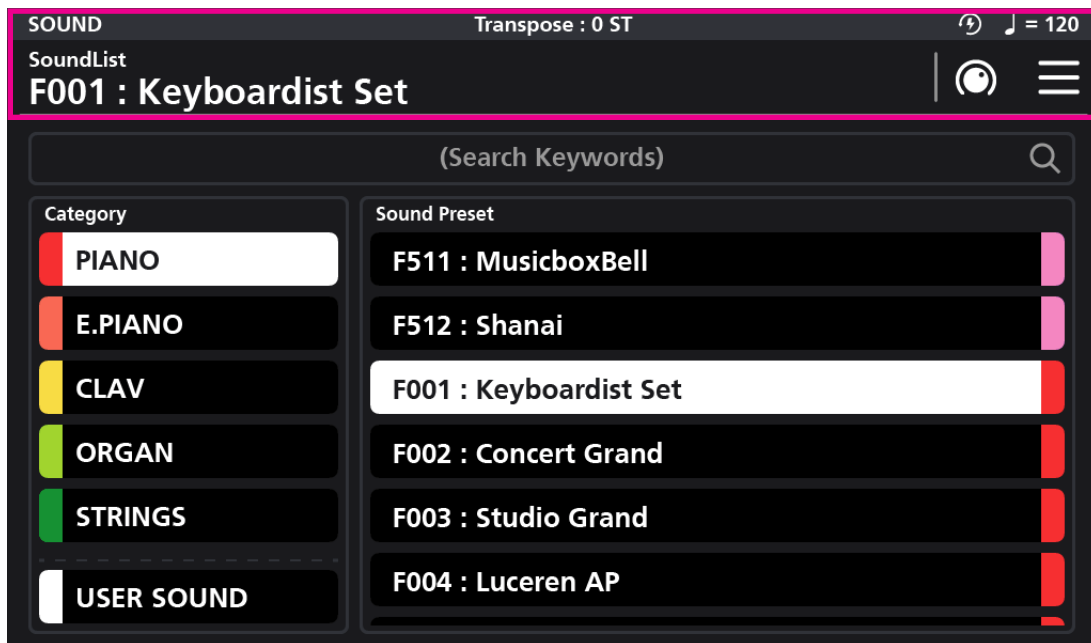 SOUND Transpose : 0 ST ♩ = 120
SoundList
F001 : Keyboardist Set
(Search Keywords)
Category
PIANO
E.PIANO
CLAV
ORGAN
STRINGS
USER SOUND
Sound Preset
F511 : MusicboxBell
F512 : Shanai
F001 : Keyboardist Set
F002 : Concert Grand
F003 : Studio Grand
F004 : Luceren AP